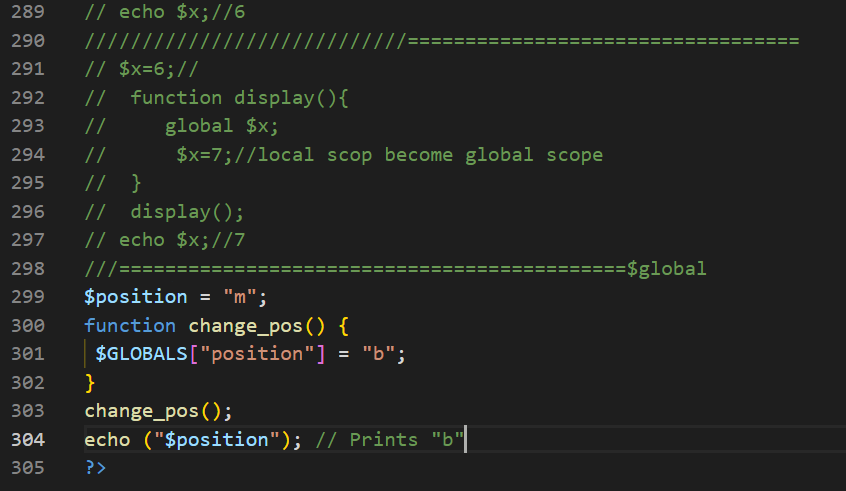 289 // echo $x;//6
290 ////////////////////////////==================================
291 // $x=6;//
292 //  function display(){
293 //     global $x;
294 //      $x=7;//local scop become global scope
295 //  }
296 //  display();
297 // echo $x;//7
298 ///============================================$global
299 $position = "m";
300 function change_pos() {
301  $GLOBALS["position"] = "b";
302 }
303 change_pos();
304 echo ("$position"); // Prints "b"
305 ?>